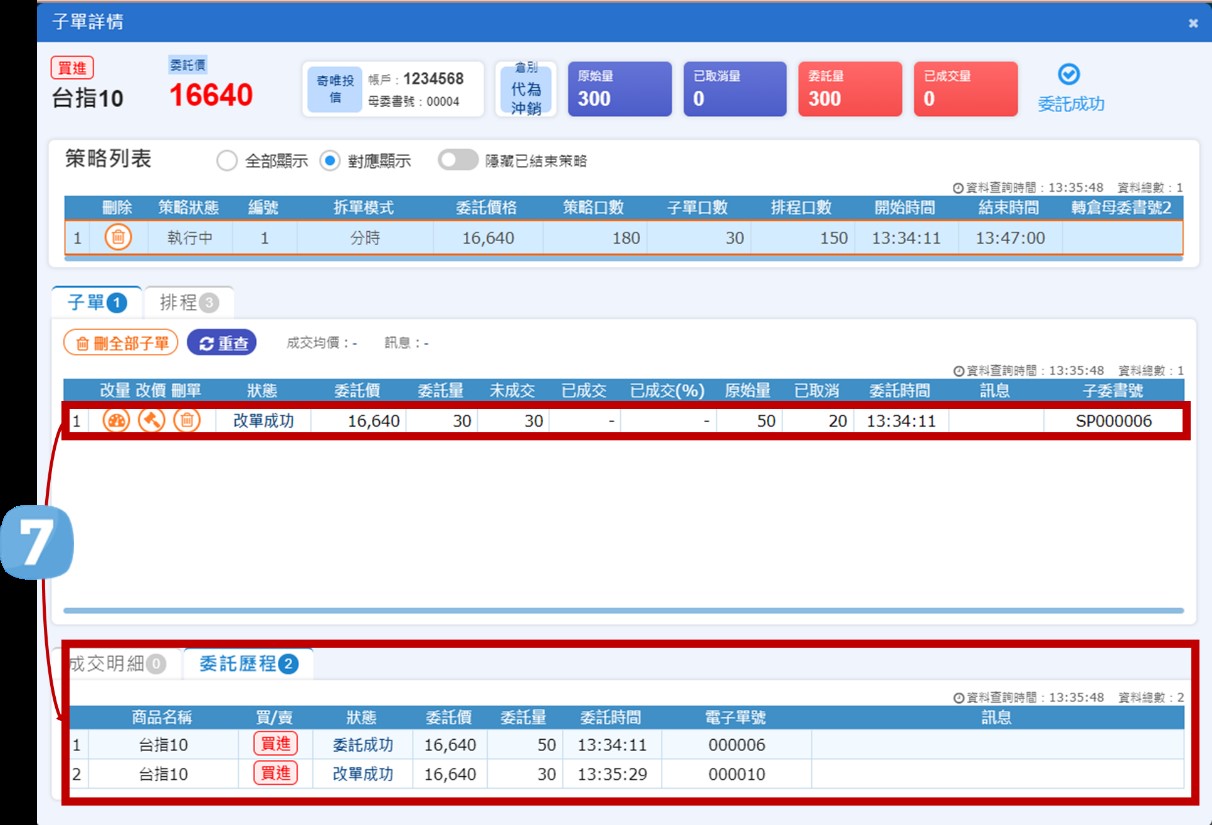 子單詳情 ×
買進
台指10
委託價
16640
奇唯投信
帳戶：1234568
母委書號：00004
倉別
代為沖銷
原始量
300
已取消量
0
委託量
300
已成交量
0
委託成功
策略列表 全部顯示 對應顯示 隱藏已結束策略
資料查詢時間：13:35:48 資料總數：1
刪除 策略狀態 編號 拆單模式 委託價格 策略口數 子單口數 排程口數 開始時間 結束時間 轉倉母委書號2
1 執行中 1 分時 16,640 180 30 150 13:34:11 13:47:00
子單 1 排程 3
刪全部子單 重查 成交均價：- 訊息：-
資料查詢時間：13:35:48 資料總數：1
改量 改價 刪單 狀態 委託價 委託量 未成交 已成交 已成交(%) 原始量 已取消 委託時間 訊息 子委書號
1 改單成功 16,640 30 30 - - 50 20 13:34:11 SP000006
7
成交明細 0 委託歷程 2
資料查詢時間：13:35:48 資料總數：2
商品名稱 買/賣 狀態 委託價 委託量 委託時間 電子單號 訊息
1 台指10 買進 委託成功 16,640 50 13:34:11 000006
2 台指10 買進 改單成功 16,640 30 13:35:29 000010